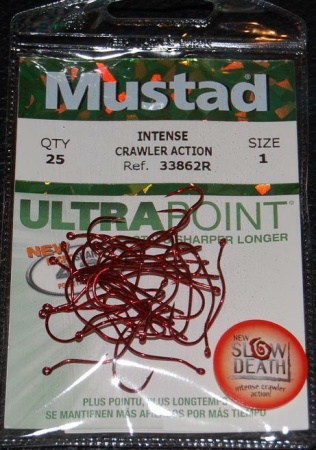 Mustad®
INTENSE
CRAWLER ACTION
Ref. 33862R
QTY
25
SIZE
1
ULTRAPOINT
SHARPER LONGER
NEW
NEW
SLOW
DEATH
intense crawler
action!
PLUS POINTU, PLUS LONGTEMPS
SE MANTIENEN MÁS AFILADOS POR MÁS TIEMPO